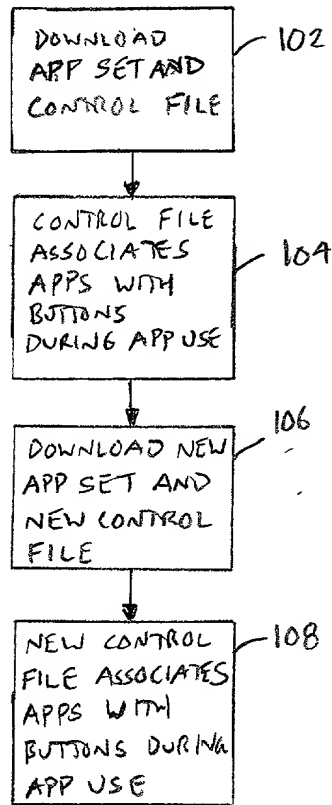 DOWNLOAD
APP SET AND
CONTROL FILE
102
CONTROL FILE
ASSOCIATES
APPS WITH
BUTTONS
DURING APP USE
104
DOWNLOAD NEW
APP SET AND
NEW CONTROL
FILE
106
NEW CONTROL
FILE ASSOCIATES
APPS WITH
BUTTONS DURING
APP USE
108